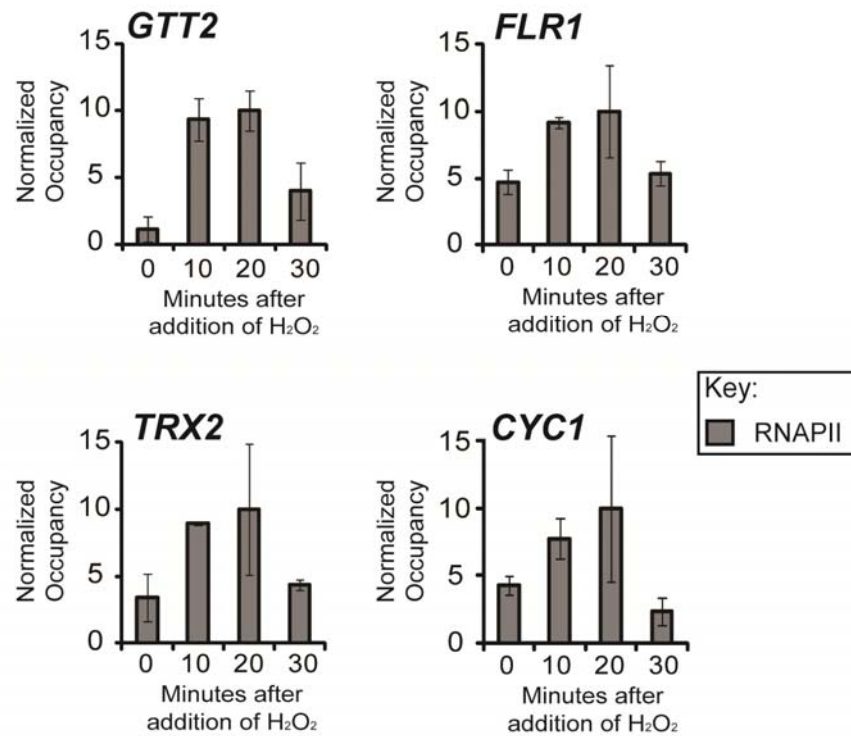 GTT2
15
10
5
0
Normalized
Occupancy
0 10 20 30
Minutes after
addition of H₂O₂
FLR1
15
10
5
0
Normalized
Occupancy
0 10 20 30
Minutes after
addition of H₂O₂
TRX2
15
10
5
0
Normalized
Occupancy
0 10 20 30
Minutes after
addition of H₂O₂
CYC1
15
10
5
0
Normalized
Occupancy
0 10 20 30
Minutes after
addition of H₂O₂
Key:
RNAPII